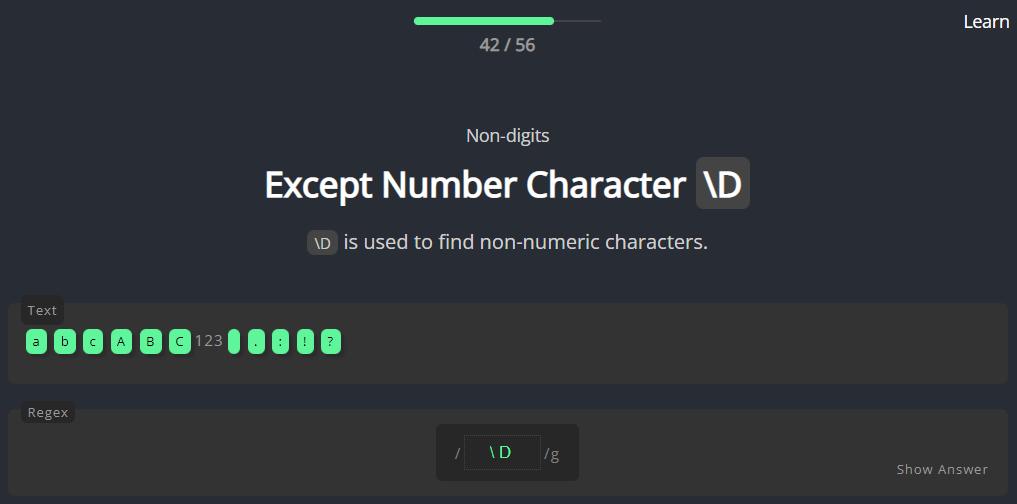 Learn
42 / 56
Non-digits
Except Number Character \D
\D is used to find non-numeric characters.
Text
abcABC123 .:!?
Regex
/ \D /g
Show Answer